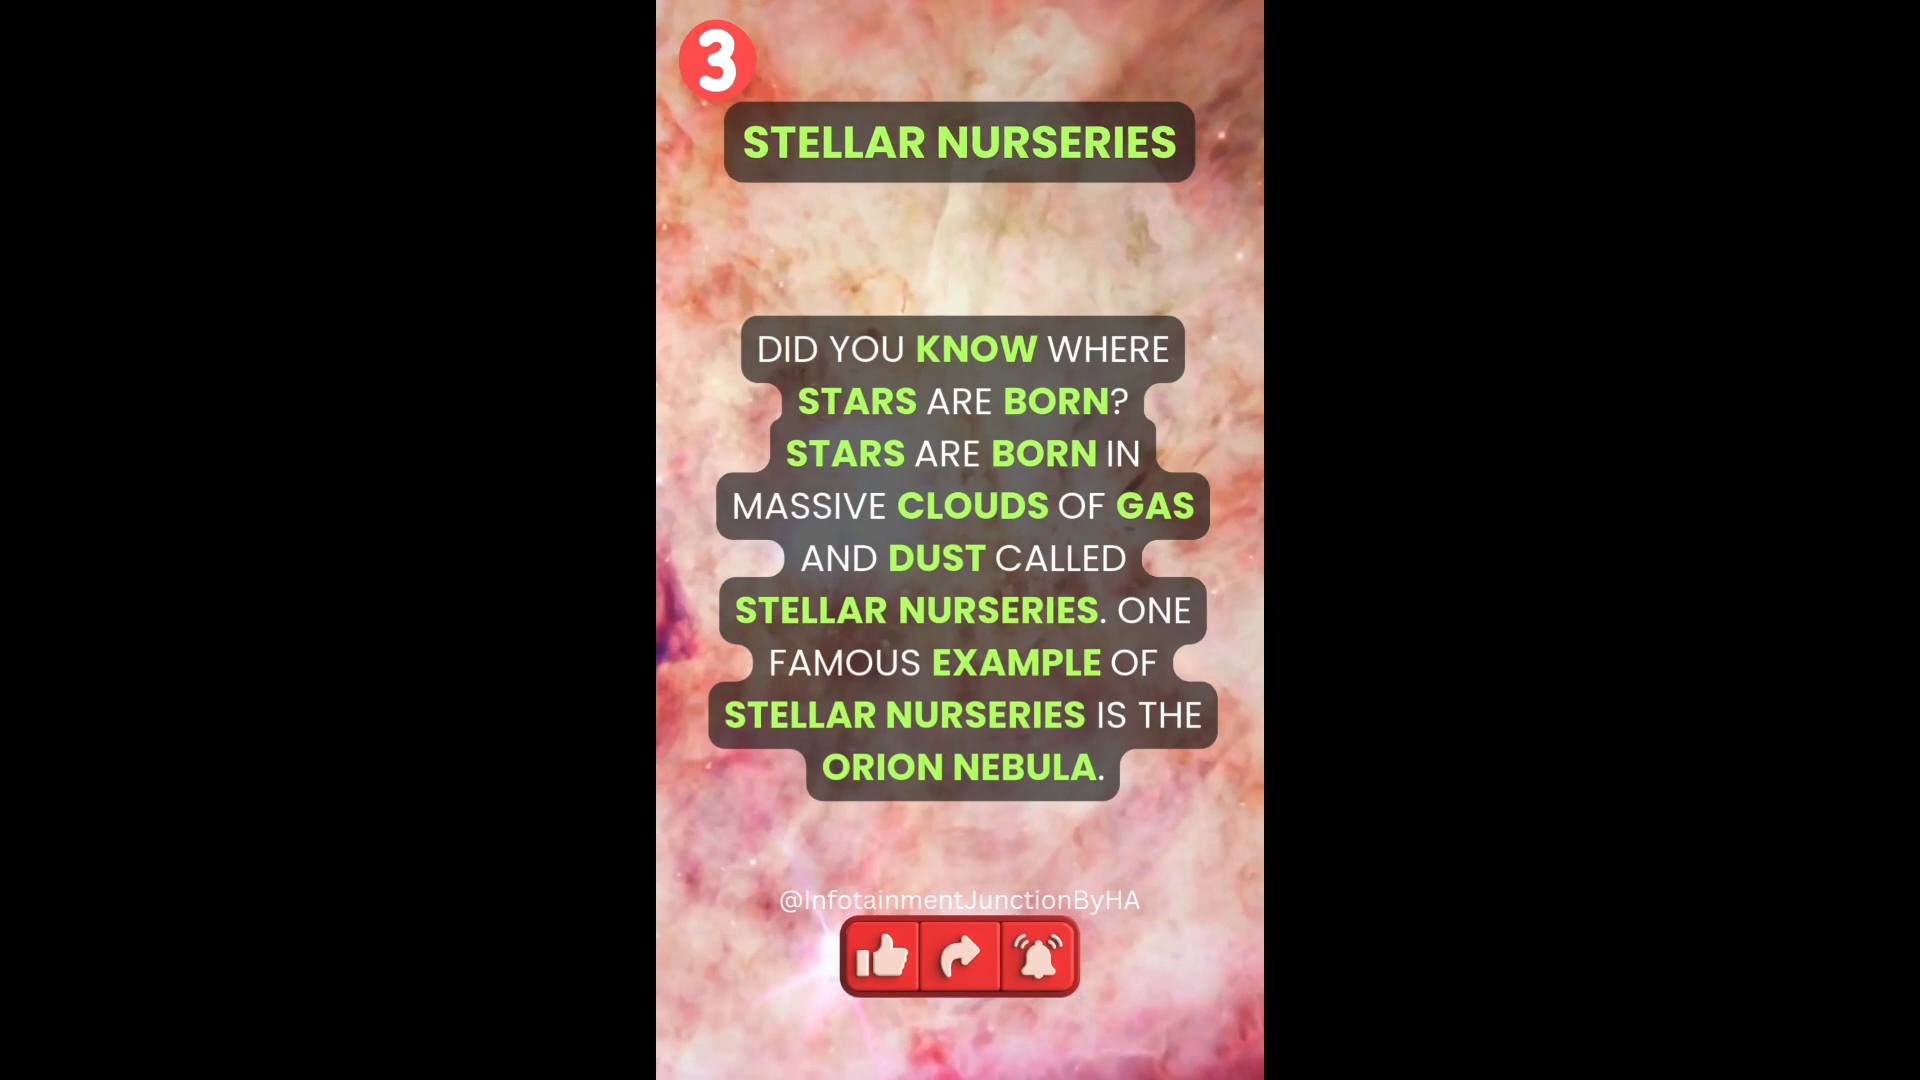 3
STELLAR NURSERIES
DID YOU KNOW WHERE
STARS ARE BORN?
STARS ARE BORN IN
MASSIVE CLOUDS OF GAS
AND DUST CALLED
STELLAR NURSERIES. ONE
FAMOUS EXAMPLE OF
STELLAR NURSERIES IS THE
ORION NEBULA.
@InfotainmentJunctionByHA